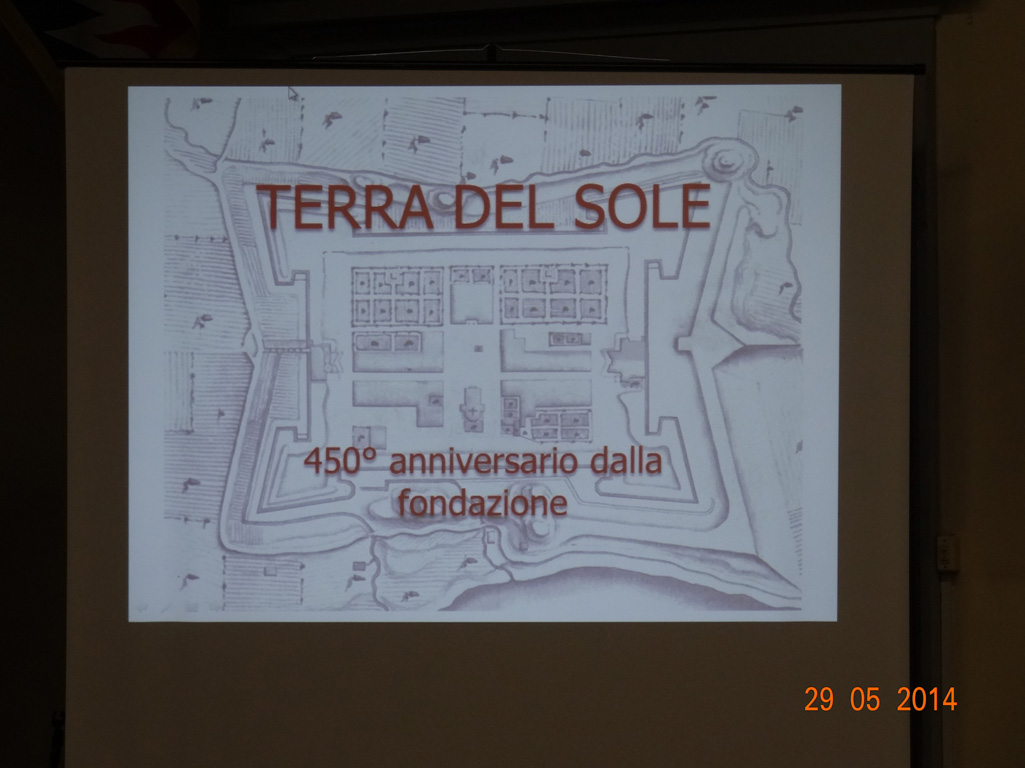 TERRA DEL SOLE
450° anniversario dalla
fondazione
29 05 2014